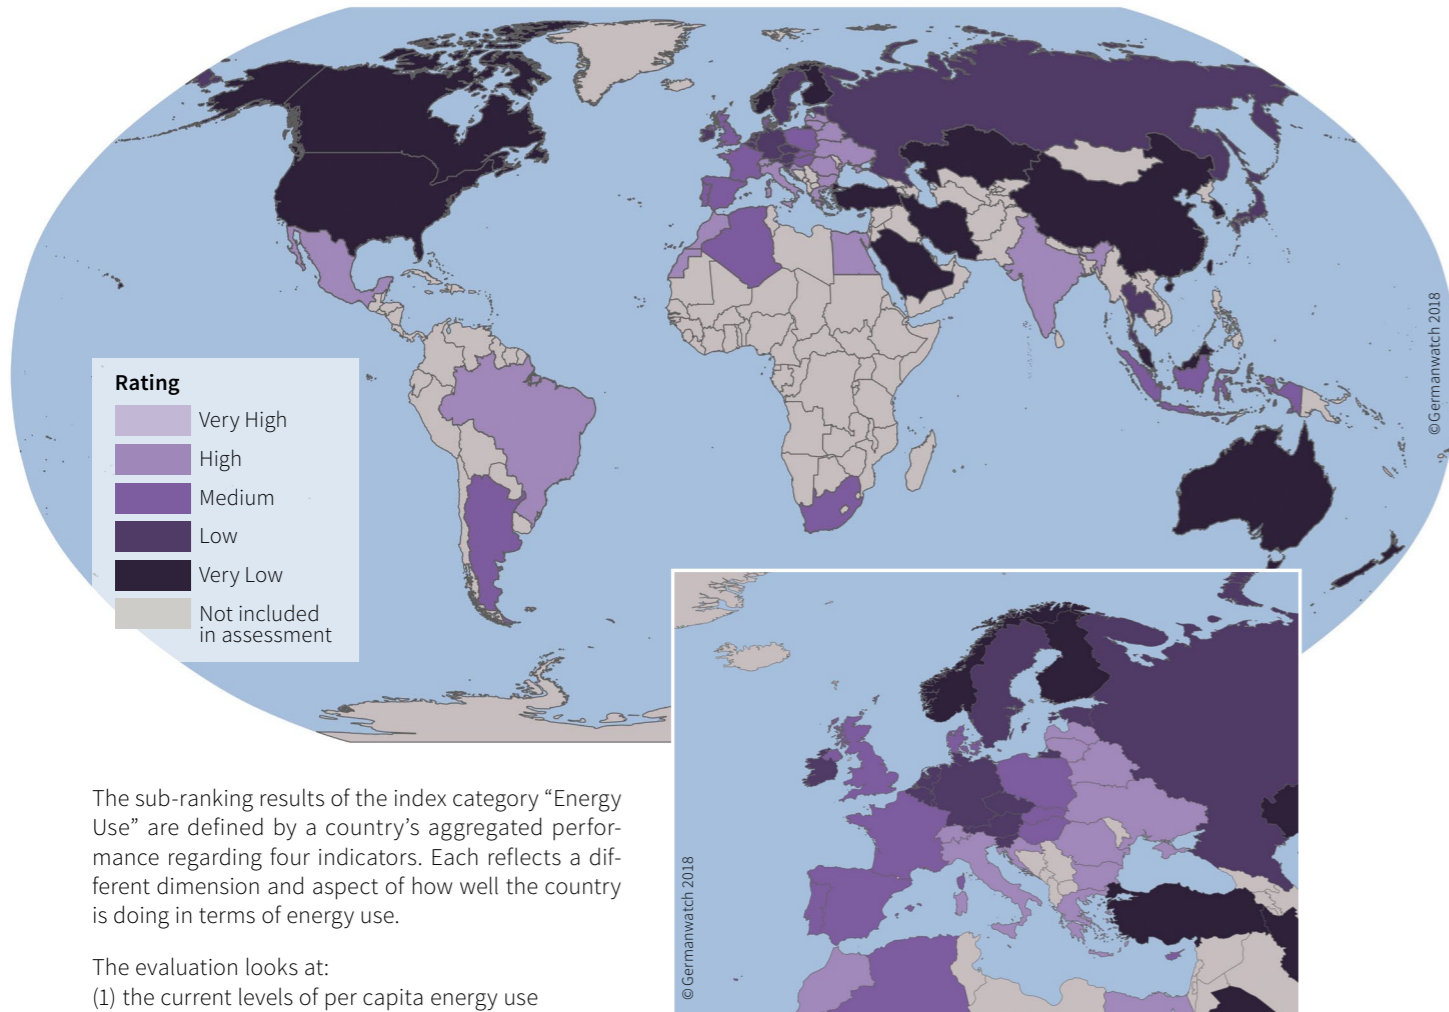 Rating
Very High
High
Medium
Low
Very Low
Not included
in assessment
©Germanwatch 2018
The sub-ranking results of the index category “Energy
Use” are defined by a country’s aggregated perfor-
mance regarding four indicators. Each reflects a dif-
ferent dimension and aspect of how well the country
is doing in terms of energy use.
The evaluation looks at:
(1) the current levels of per capita energy use
©Germanwatch 2018